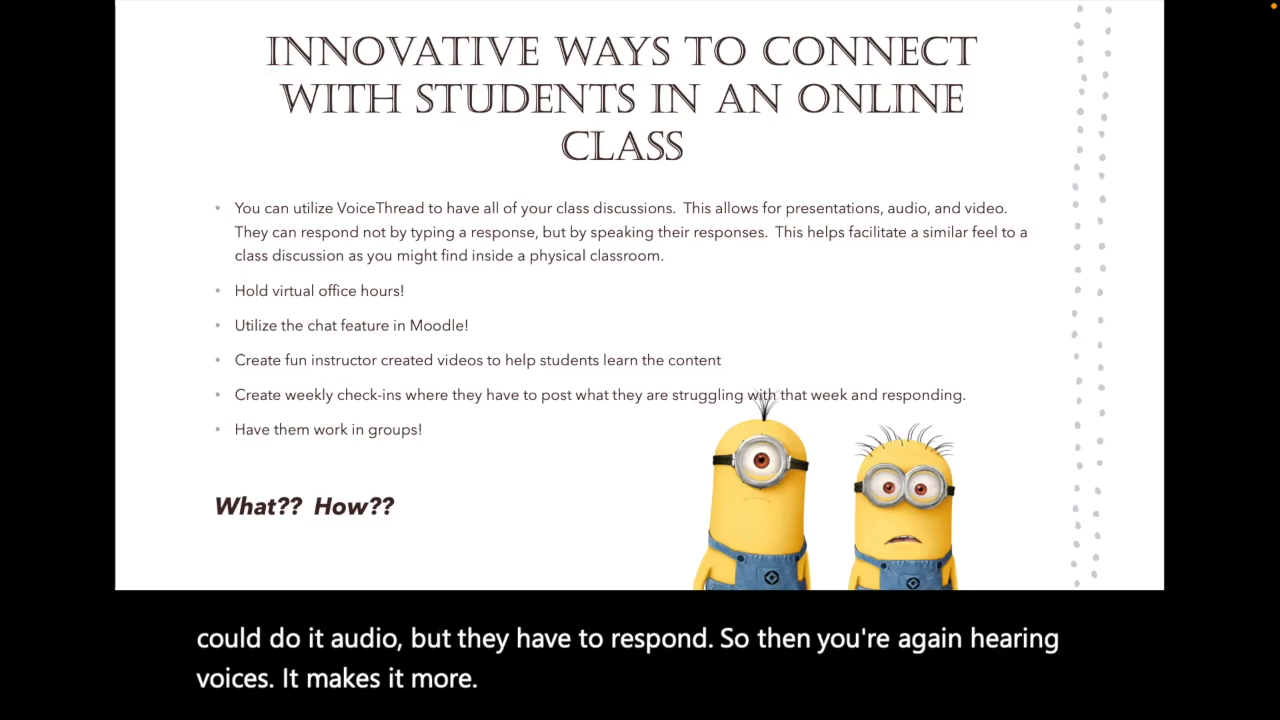 INNOVATIVE WAYS TO CONNECT
WITH STUDENTS IN AN ONLINE
CLASS
• You can utilize VoiceThread to have all of your class discussions.  This allows for presentations, audio, and video.
They can respond not by typing a response, but by speaking their responses.  This helps facilitate a similar feel to a
class discussion as you might find inside a physical classroom.
• Hold virtual office hours!
• Utilize the chat feature in Moodle!
• Create fun instructor created videos to help students learn the content
• Create weekly check-ins where they have to post what they are struggling with that week and responding.
• Have them work in groups!
What??  How??
could do it audio, but they have to respond. So then you're again hearing
voices. It makes it more.